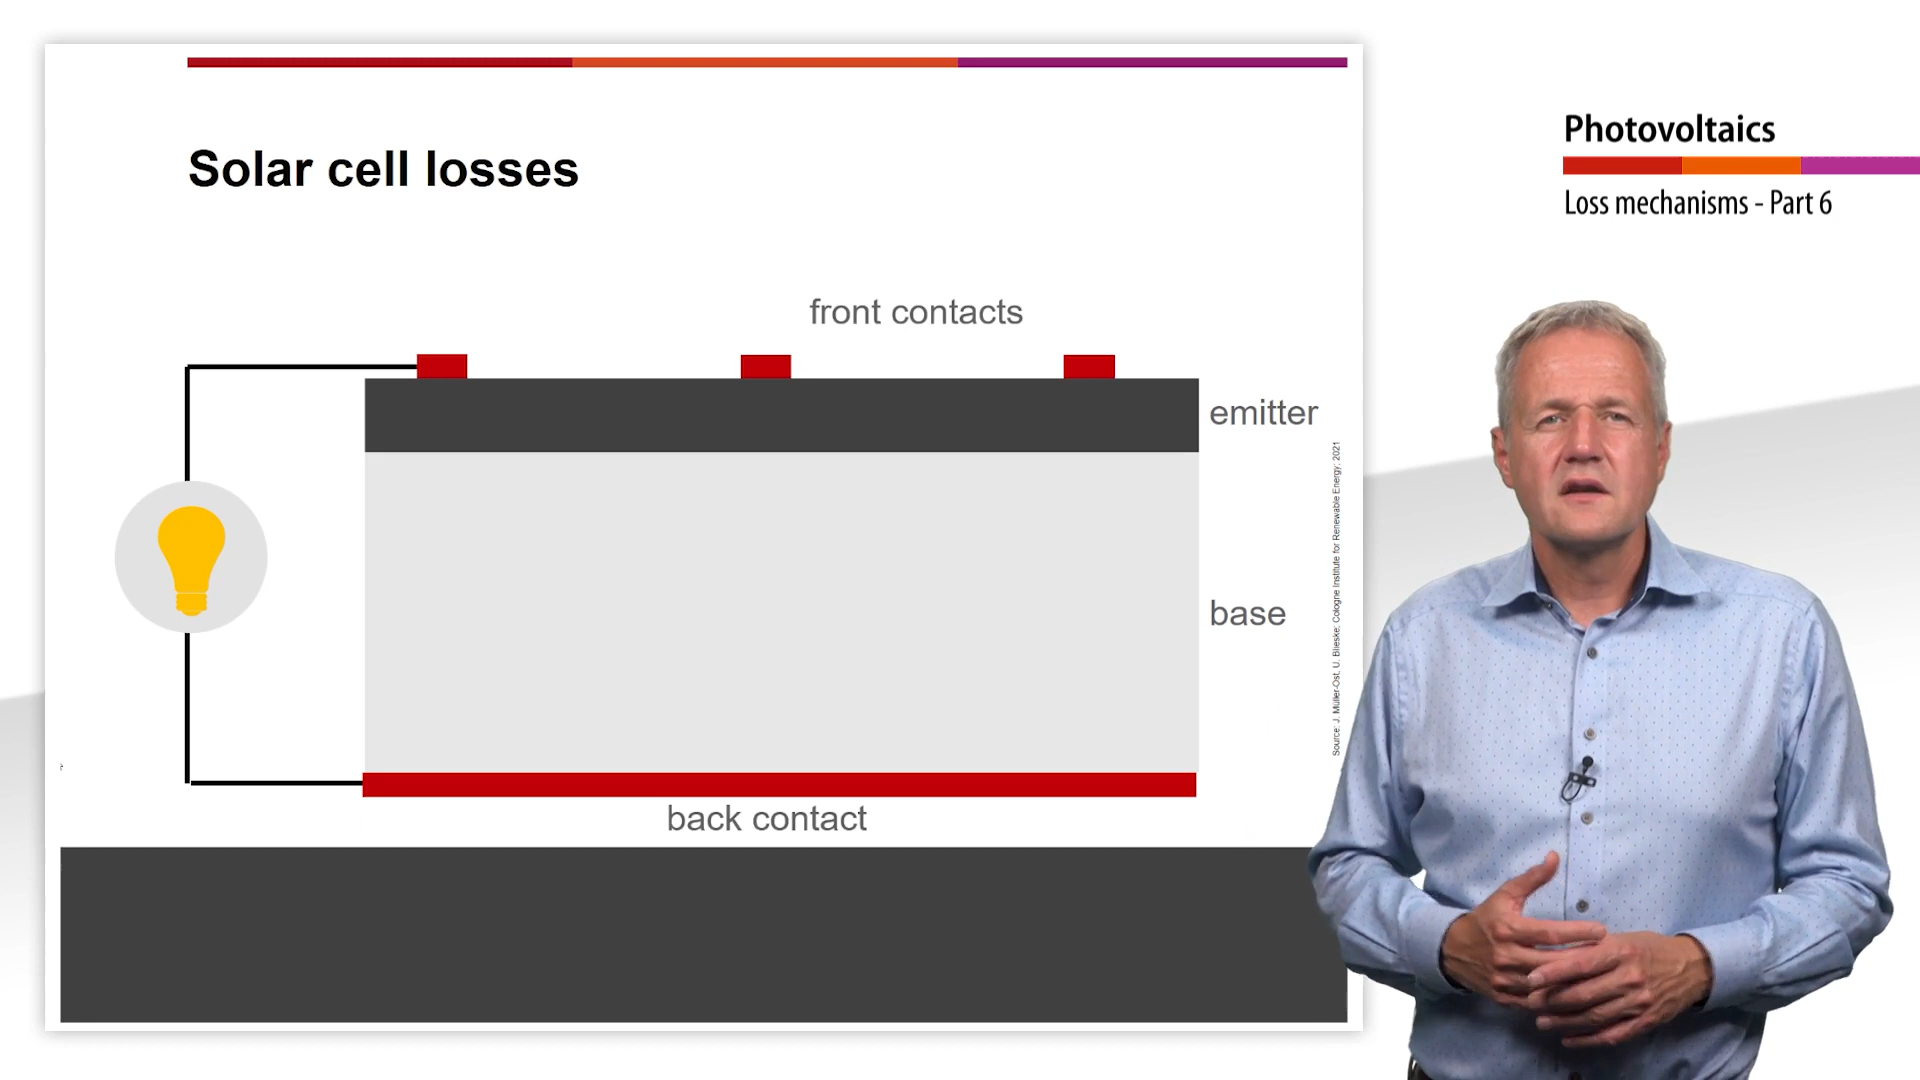 Solar cell losses
front contacts
emitter
base
back contact
Source: J. Müller-Ost, U. Blieske; Cologne Institute for Renewable Energy; 2021
Photovoltaics
Loss mechanisms - Part 6